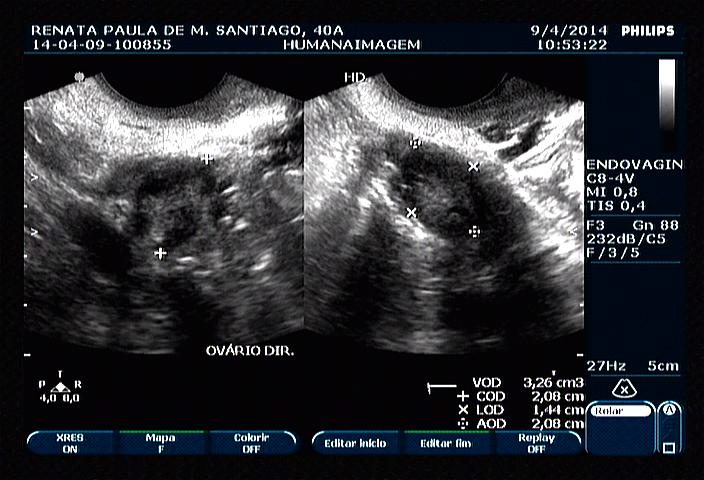 RENATA PAULA DE M. SANTIAGO, 40A
9/4/2014 PHILIPS
14-04-09-100855 HUMANAIMAGEM 10:53:22
HD
ENDOVAGIN
C8-4V
MI 0,8
TIS 0,4
F3 Gn 88
232dB/C5
F/3/5
OVÁRIO DIR.
27Hz 5cm
T
P R
4,0 0,0
VOD 3,26 cm3
+ COD 2,08 cm
× LOD 1,44 cm
AOD 2,08 cm
Rolar
A
XRES
ON
Mapa
F
Colorir
OFF
Editar início
Editar fim
Replay
OFF